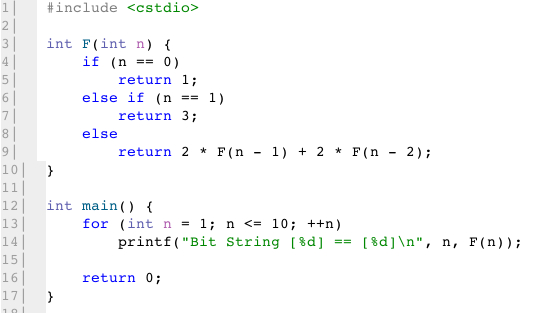 1| #include <cstdio>
2|
3| int F(int n) {
4|     if (n == 0)
5|         return 1;
6|     else if (n == 1)
7|         return 3;
8|     else
9|         return 2 * F(n - 1) + 2 * F(n - 2);
10| }
11|
12| int main() {
13|     for (int n = 1; n <= 10; ++n)
14|         printf("Bit String [%d] == [%d]\n", n, F(n));
15|
16|     return 0;
17| }
18|